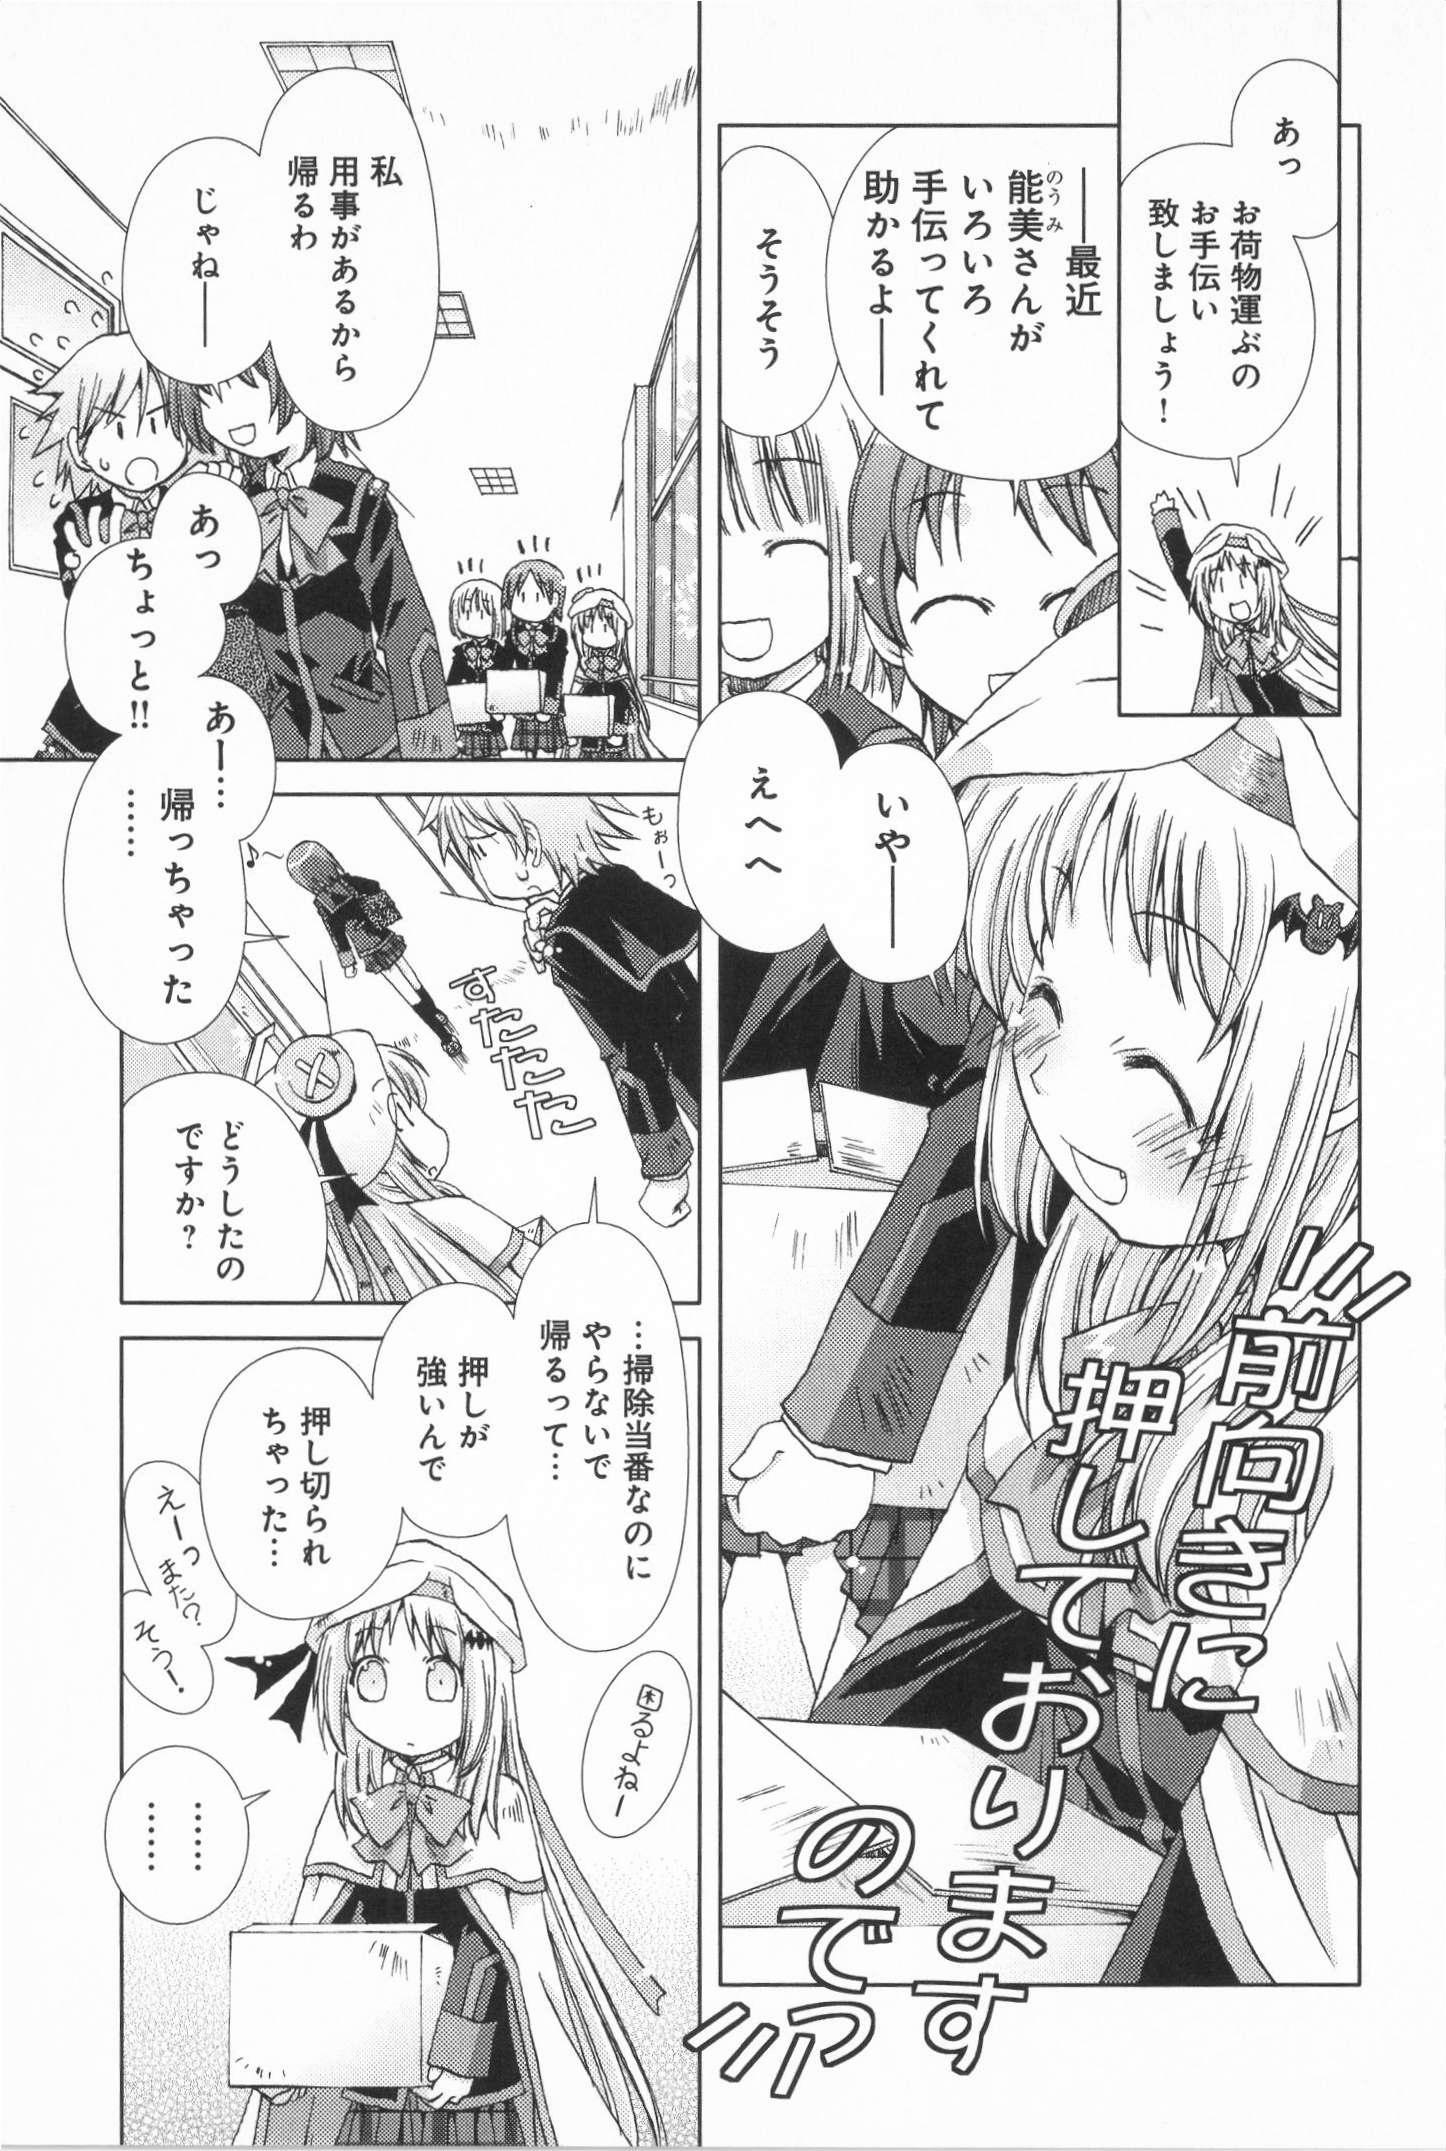 あっ
お荷物運ぶの
お手伝い
致しましょう！
――最近
能美さんが
のうみ
いろいろ
手伝ってくれて
助かるよ――
そうそう
いや――
えへへ
前向きに
押しております
のでっ
私
用事があるから
帰るわ
じゃね――
あっ
ちょっと!!
あー…
帰っちゃった
……
もぉーっ
♪
すたたたた
どうしたの
ですか？
…掃除当番なのに
やらないで
帰るって…
押しが
強いんで
押し切られ
ちゃった…
えーっ
また?
そう!
困るよねー
……
……